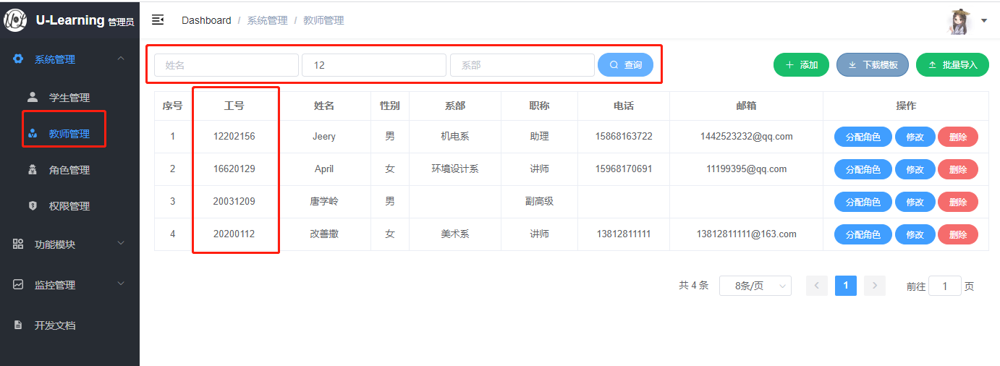 U-Learning 管理员
Dashboard / 系统管理 / 教师管理
系统管理
学生管理
教师管理
角色管理
权限管理
功能模块
监控管理
开发文档
姓名 12 系部 查询 添加 下载模板 批量导入
序号 工号 姓名 性别 系部 职称 电话 邮箱 操作
1 12202156 Jeery 男 机电系 助理 15868163722 1442523232@qq.com 分配角色 修改 删除
2 16620129 April 女 环境设计系 讲师 15968170691 11199395@qq.com 分配角色 修改 删除
3 20031209 唐学岭 男 副高级 分配角色 修改 删除
4 20200112 改善撒 女 美术系 讲师 13812811111 13812811111@163.com 分配角色 修改 删除
共 4 条 8条/页 1 前往 1 页